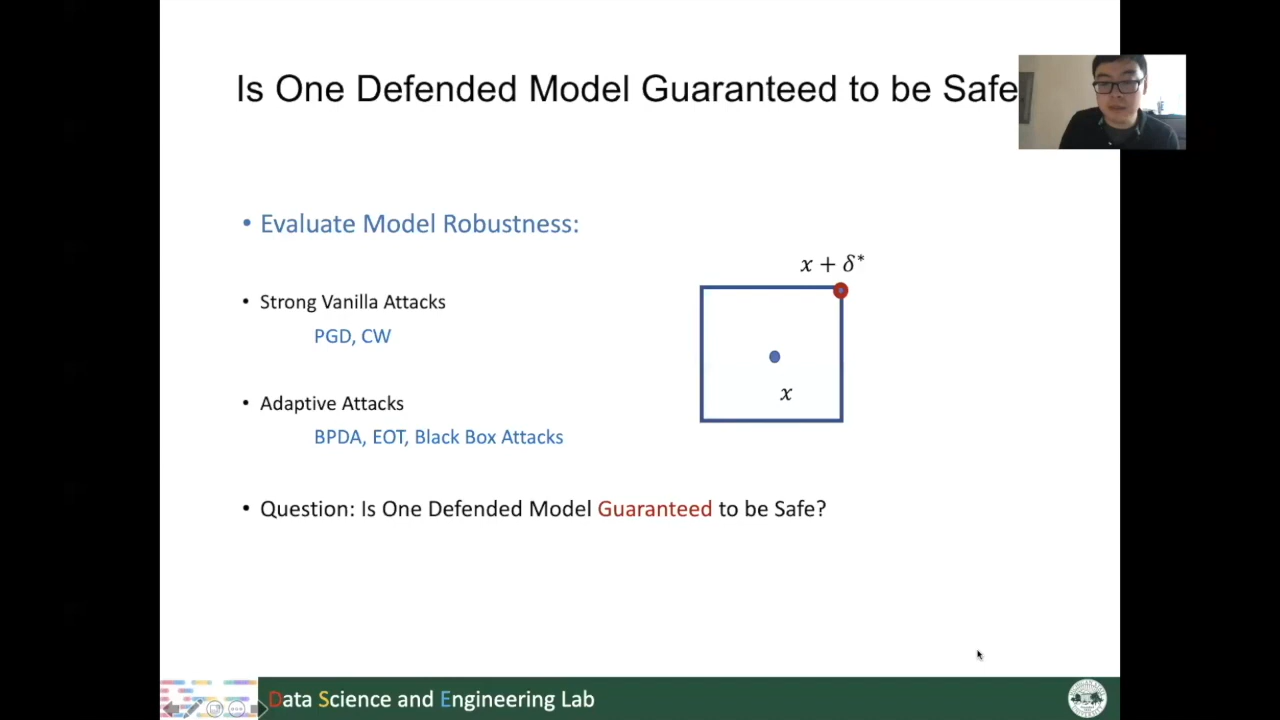 Is One Defended Model Guaranteed to be Safe
• Evaluate Model Robustness:
x + δ*
• Strong Vanilla Attacks
PGD, CW
x
• Adaptive Attacks
BPDA, EOT, Black Box Attacks
• Question: Is One Defended Model Guaranteed to be Safe?
Data Science and Engineering Lab